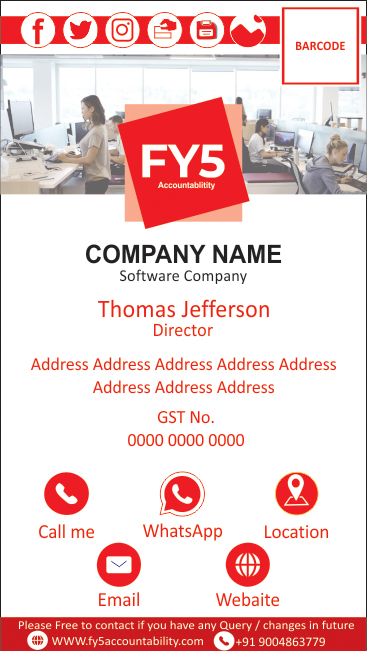 BARCODE
FY5
Accountablitity
COMPANY NAME
Software Company
Thomas Jefferson
Director
Address Address Address Address Address
Address Address Address
GST No.
0000 0000 0000
Call me
WhatsApp
Location
Email
Webaite
Please Free to contact if you have any Query / changes in future
WWW.fy5accountability.com
+91 9004863779